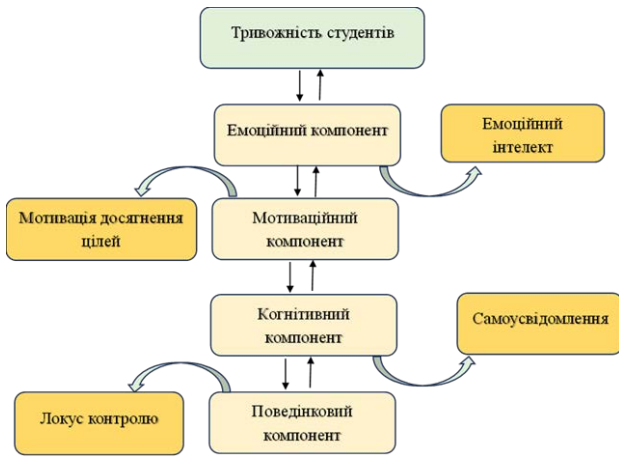 Тривожність студентів
Емоційний компонент
Емоційний
інтелект
Мотивація досягнення
цілей
Мотиваційний
компонент
Когнітивний
компонент
Самоусвідомлення
Локус контролю
Поведінковий
компонент